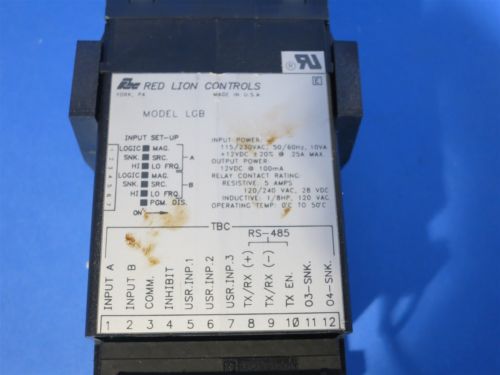 RED LION CONTROLS
YORK, PA MADE IN U.S.A.
MODEL LGB
INPUT SET-UP
LOGIC MAG.
SNK. SRC. A
HI LO FRQ.
LOGIC MAG.
SNK. SRC. B
HI LO FRQ.
PGM. DIS.
ON
INPUT POWER:
115/230VAC, 50/60Hz, 10VA
+12VDC ±20% @ .25A MAX.
OUTPUT POWER:
12VDC @ 100mA
RELAY CONTACT RATING:
RESISTIVE: 5 AMPS
120/240 VAC, 28 VDC
INDUCTIVE: 1/8HP, 120 VAC
OPERATING TEMP: 0°C TO 50°C
TBC
RS-485
INPUT A
INPUT B
COMM.
INHIBIT
USR.INP.1
USR.INP.2
USR.INP.3
TX/RX (+)
TX/RX (-)
TX EN.
O3-SNK.
O4-SNK.
1 2 3 4 5 6 7 8 9 10 11 12